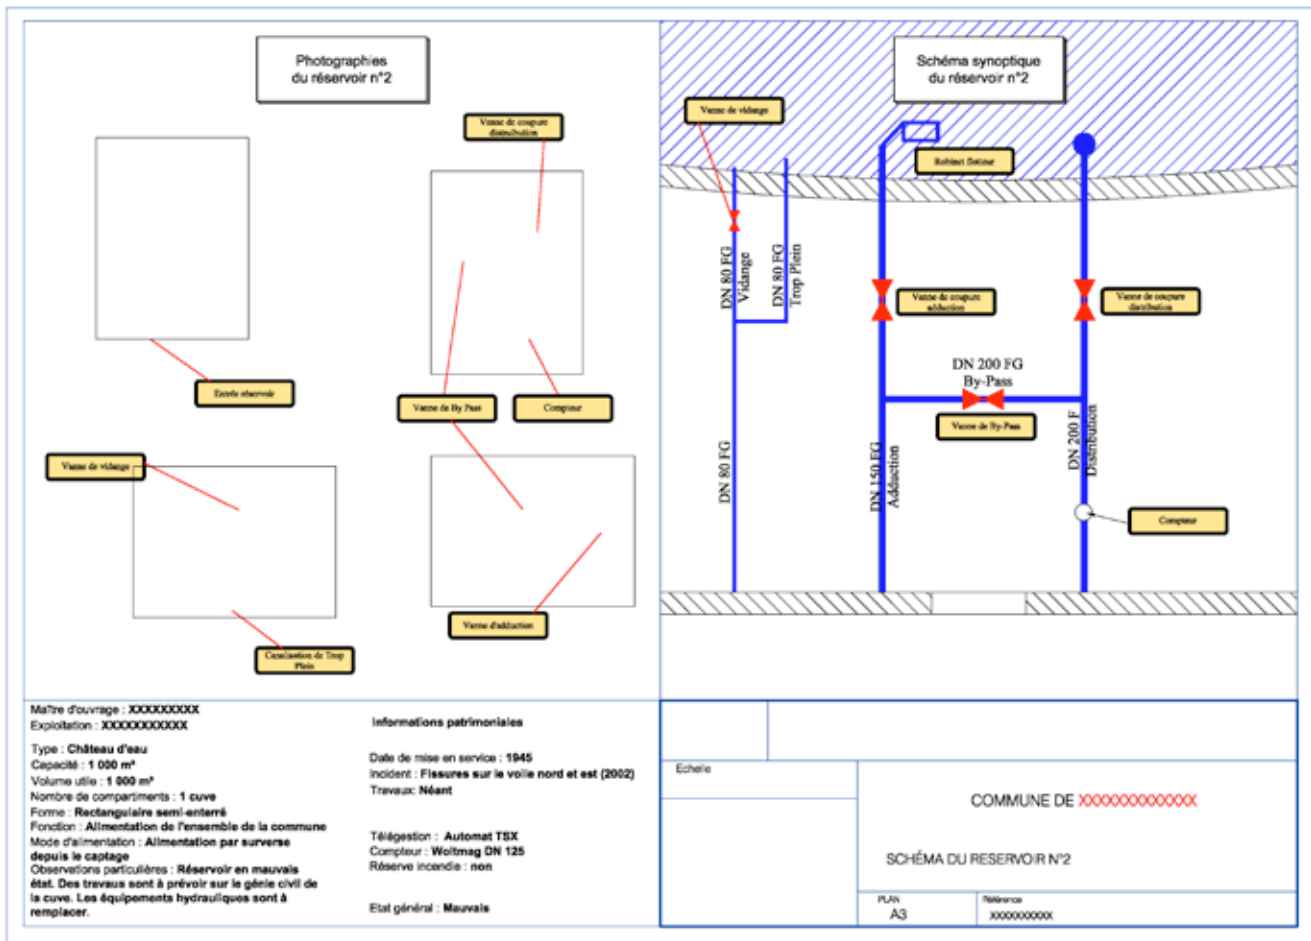 Photographies
du réservoir n°2
Vanne de coupure
distrubution
Entrée réservoir
Vanne de By Pass
Compteur
Vanne de vidange
Vanne d'adduction
Canalisation de Trop
Plein
Schéma synoptique
du réservoir n°2
Vanne de vidange
Robinet flotteur
DN 80 FG
Vidange
DN 80 FG
Trop Plein
Vanne de coupure
adduction
Vanne de coupure
distribution
DN 200 FG
By-Pass
Vanne de By-Pass
DN 80 FG
DN 150 FG
Adduction
DN 200 F
Distribution
Compteur
Maître d'ouvrage : XXXXXXXXX
Exploitation : XXXXXXXXXXX
Type : Château d'eau
Capacité : 1 000 m³
Volume utile : 1 000 m³
Nombre de compartiments : 1 cuve
Forme : Rectangulaire semi-enterré
Fonction : Alimentation de l'ensemble de la commune
Mode d'alimentation : Alimentation par surverse
depuis le captage
Observations particulières : Réservoir en mauvais
état. Des travaus sont à prévoir sur le génie civil de
la cuve. Les équipements hydrauliques sont à
remplacer.
Informations patrimoniales
Date de mise en service : 1945
Incident : Fissures sur le voile nord et est (2002)
Travaux: Néant
Télégestion : Automat TSX
Compteur : Woltmag DN 125
Réserve incendie : non
Etat général : Mauvais
Echelle
COMMUNE DE XXXXXXXXXXXXX
SCHÉMA DU RESERVOIR N°2
PLAN
A3
Référence
XXXXXXXXXX